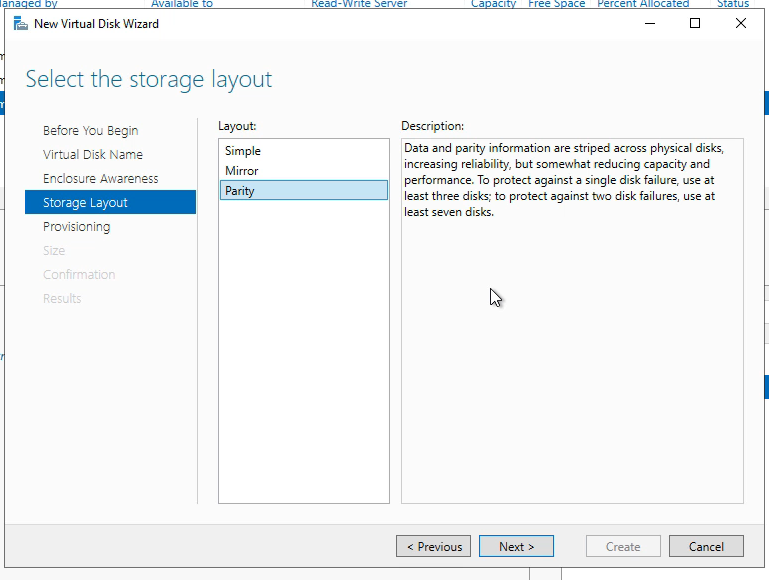 anaged by Available to Read-Write Server Capacity Free Space Percent Allocated Status
New Virtual Disk Wizard
Select the storage layout
Before You Begin
Virtual Disk Name
Enclosure Awareness
Storage Layout
Provisioning
Size
Confirmation
Results
Layout:
Simple
Mirror
Parity
Description:
Data and parity information are striped across physical disks,
increasing reliability, but somewhat reducing capacity and
performance. To protect against a single disk failure, use at
least three disks; to protect against two disk failures, use at
least seven disks.
< Previous
Next >
Create
Cancel